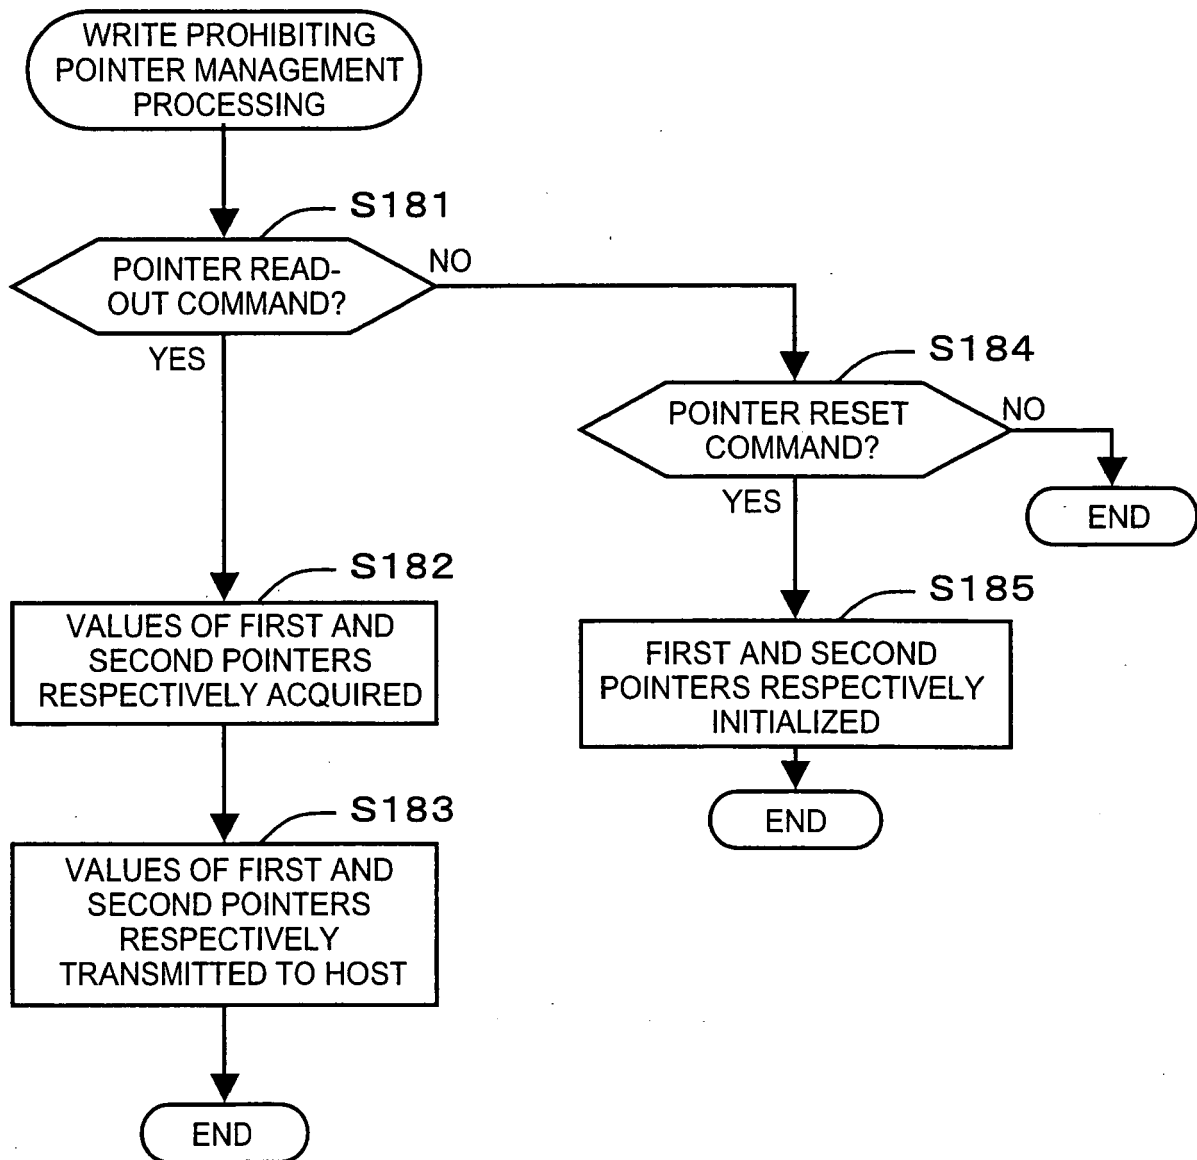 WRITE PROHIBITING
POINTER MANAGEMENT
PROCESSING
S181
POINTER READ-
OUT COMMAND?
NO
YES
S184
POINTER RESET
COMMAND?
NO
YES
END
S182
VALUES OF FIRST AND
SECOND POINTERS
RESPECTIVELY ACQUIRED
S185
FIRST AND SECOND
POINTERS RESPECTIVELY
INITIALIZED
END
S183
VALUES OF FIRST AND
SECOND POINTERS
RESPECTIVELY
TRANSMITTED TO HOST
END